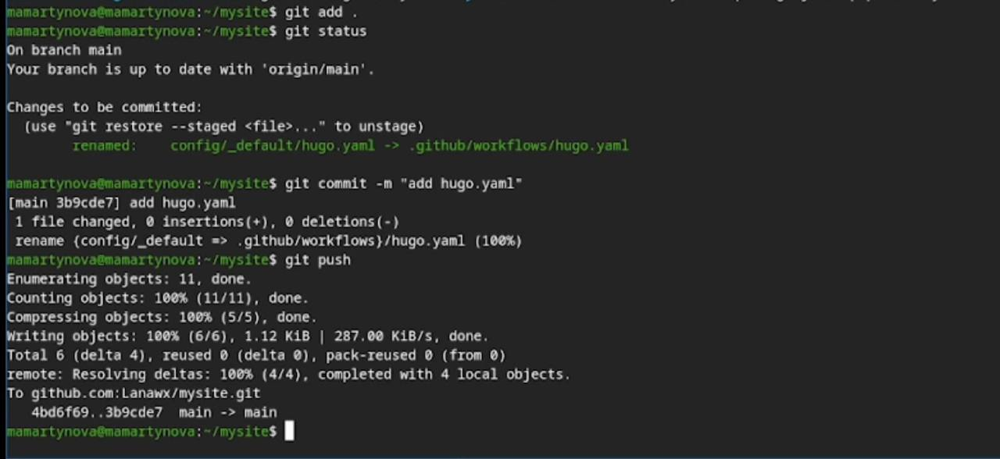 mamartynova@mamartynova:~/mysite$ git add .
mamartynova@mamartynova:~/mysite$ git status
On branch main
Your branch is up to date with 'origin/main'.
Changes to be committed:
  (use "git restore --staged <file>..." to unstage)
        renamed:    config/_default/hugo.yaml -> .github/workflows/hugo.yaml
mamartynova@mamartynova:~/mysite$ git commit -m "add hugo.yaml"
[main 3b9cde7] add hugo.yaml
 1 file changed, 0 insertions(+), 0 deletions(-)
 rename {config/_default => .github/workflows}/hugo.yaml (100%)
mamartynova@mamartynova:~/mysite$ git push
Enumerating objects: 11, done.
Counting objects: 100% (11/11), done.
Compressing objects: 100% (5/5), done.
Writing objects: 100% (6/6), 1.12 KiB | 287.00 KiB/s, done.
Total 6 (delta 4), reused 0 (delta 0), pack-reused 0 (from 0)
remote: Resolving deltas: 100% (4/4), completed with 4 local objects.
To github.com:Lanawx/mysite.git
   4bd6f69..3b9cde7  main -> main
mamartynova@mamartynova:~/mysite$